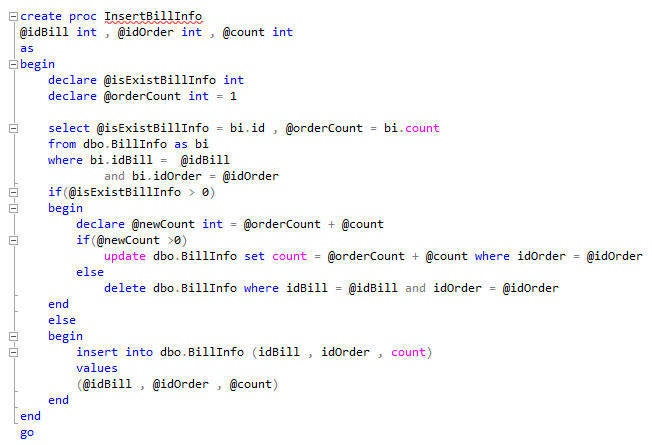 create proc InsertBillInfo
@idBill int , @idOrder int , @count int
as
begin
    declare @isExistBillInfo int
    declare @orderCount int = 1

    select @isExistBillInfo = bi.id , @orderCount = bi.count
    from dbo.BillInfo as bi
    where bi.idBill =  @idBill
            and bi.idOrder = @idOrder
    if(@isExistBillInfo > 0)
    begin
        declare @newCount int = @orderCount + @count
        if(@newCount >0)
            update dbo.BillInfo set count = @orderCount + @count where idOrder = @idOrder
        else
            delete dbo.BillInfo where idBill = @idBill and idOrder = @idOrder
    end
    else
    begin
        insert into dbo.BillInfo (idBill , idOrder , count)
        values
        (@idBill , @idOrder , @count)
    end
end
go